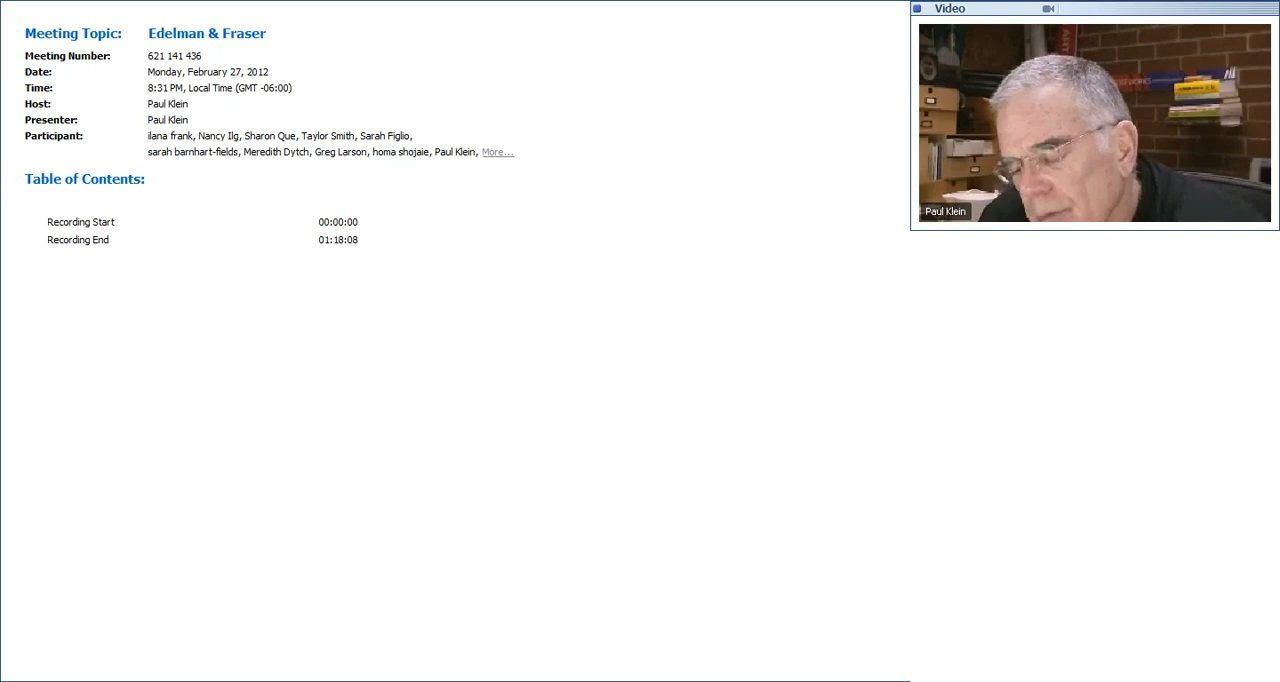 Meeting Topic: Edelman & Fraser
Meeting Number: 621 141 436
Date: Monday, February 27, 2012
Time: 8:31 PM, Local Time (GMT -06:00)
Host: Paul Klein
Presenter: Paul Klein
Participant: ilana frank, Nancy Ilg, Sharon Que, Taylor Smith, Sarah Figlio,
sarah barnhart-fields, Meredith Dytch, Greg Larson, homa shojaie, Paul Klein, More...
Table of Contents:
Recording Start 00:00:00
Recording End 01:18:08
Video
ART
Paul Klein